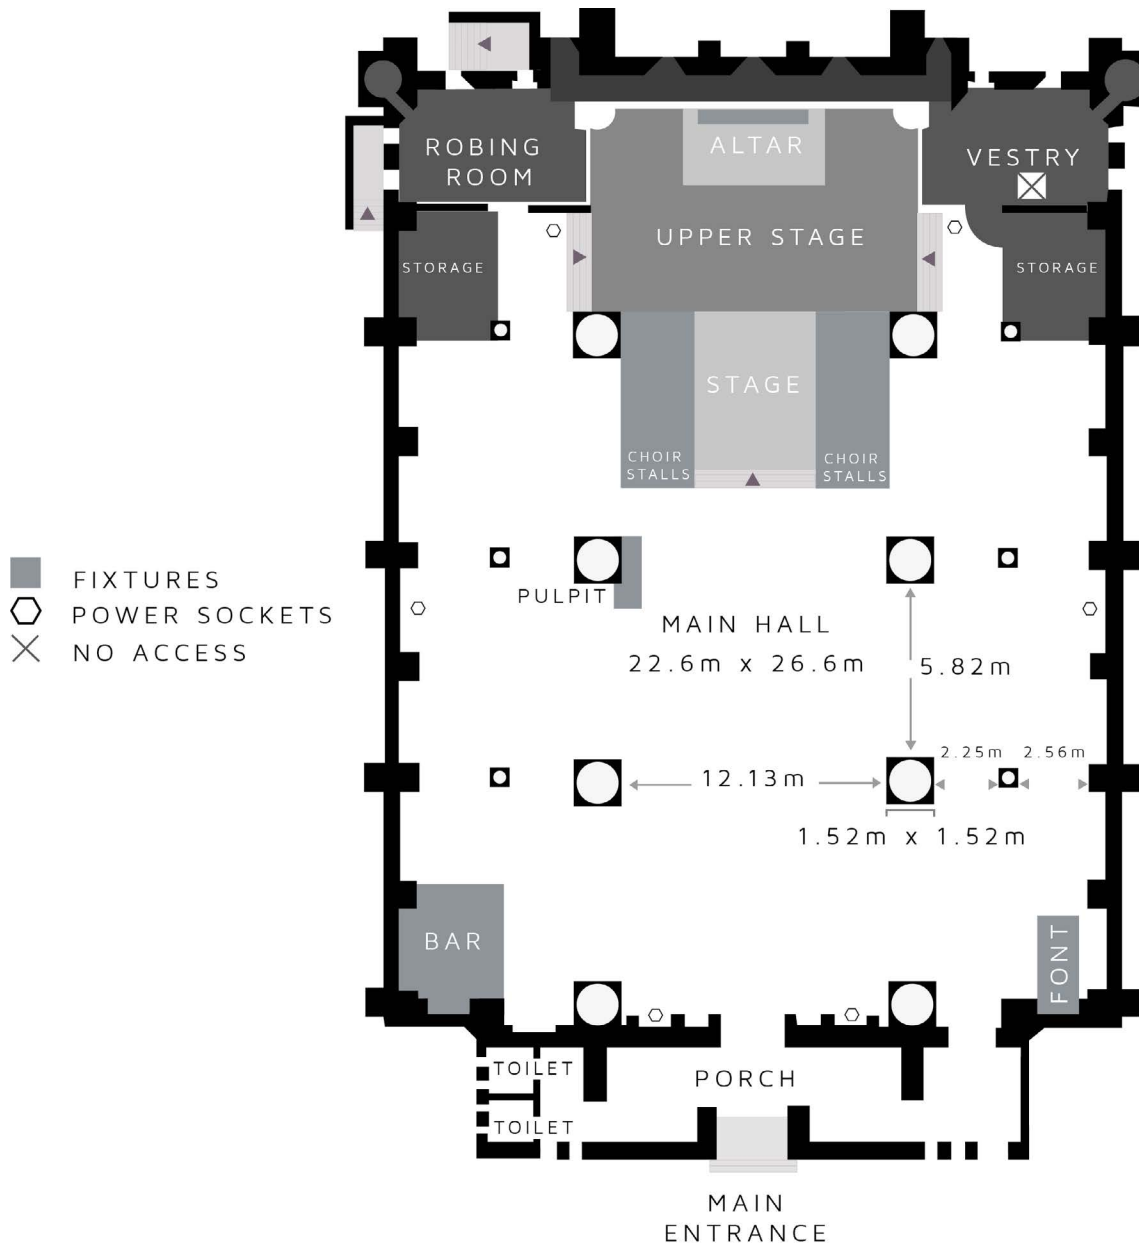 ROBING
ROOM
ALTAR
VESTRY
UPPER STAGE
STORAGE
STORAGE
STAGE
CHOIR
STALLS
CHOIR
STALLS
FIXTURES
POWER SOCKETS
NO ACCESS
PULPIT
MAIN HALL
22.6m x 26.6m
5.82m
2.25m
2.56m
12.13m
1.52m x 1.52m
BAR
FONT
TOILET
PORCH
TOILET
MAIN
ENTRANCE